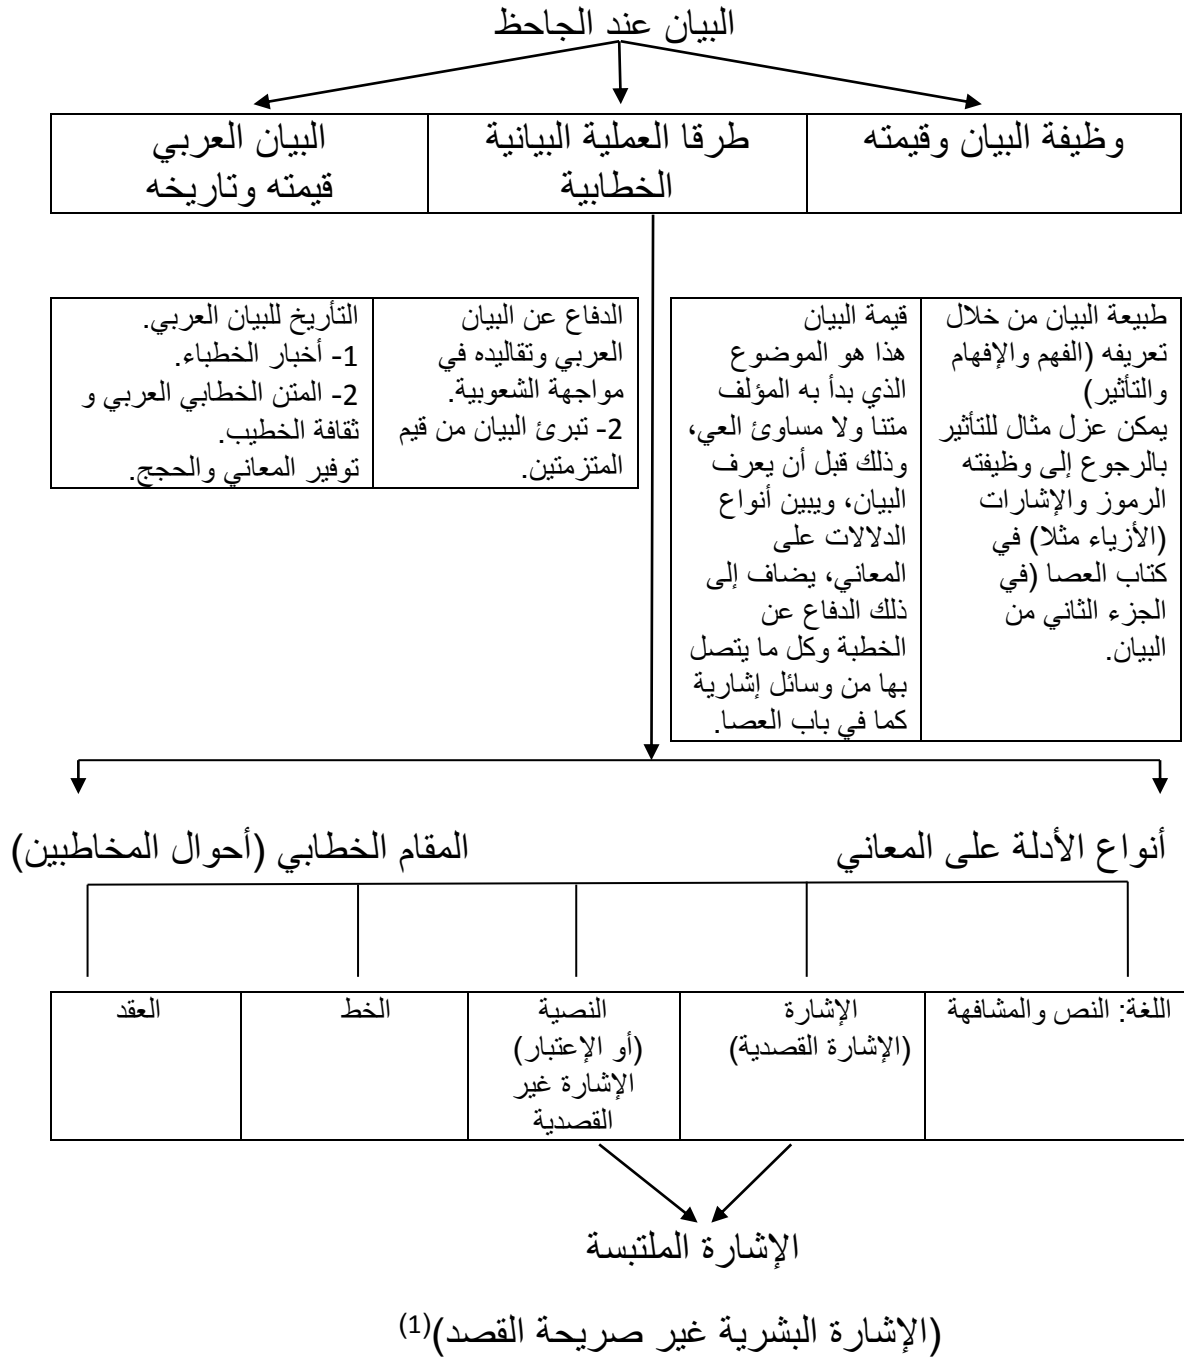 البيان عند الجاحظ
وظيفة البيان وقيمته
طرقا العملية البيانية
الخطابية
البيان العربي
قيمته وتاريخه
طبيعة البيان من خلال
تعريفه (الفهم والإفهام
والتأثير)
يمكن عزل مثال للتأثير
بالرجوع إلى وظيفته
الرموز والإشارات
(الأزياء مثلا) في
كتاب العصا (في
الجزء الثاني من
البيان.
قيمة البيان
هذا هو الموضوع
الذي بدأ به المؤلف
متنا ولا مساوئ العي،
وذلك قبل أن يعرف
البيان، ويبين أنواع
الدلالات على
المعاني، يضاف إلى
ذلك الدفاع عن
الخطبة وكل ما يتصل
بها من وسائل إشارية
كما في باب العصا.
الدفاع عن البيان
العربي وتقاليده في
مواجهة الشعوبية.
2- تبرئ البيان من قيم
المتزمتين.
التأريخ للبيان العربي.
1- أخبار الخطباء.
2- المتن الخطابي العربي و
ثقافة الخطيب.
توفير المعاني والحجج.
أنواع الأدلة على المعاني
المقام الخطابي (أحوال المخاطبين)
اللغة: النص والمشافهة
الإشارة
(الإشارة القصدية)
النصية
(أو الإعتبار)
الإشارة غير
القصدية
الخط
العقد
الإشارة الملتبسة
(الإشارة البشرية غير صريحة القصد)(1)